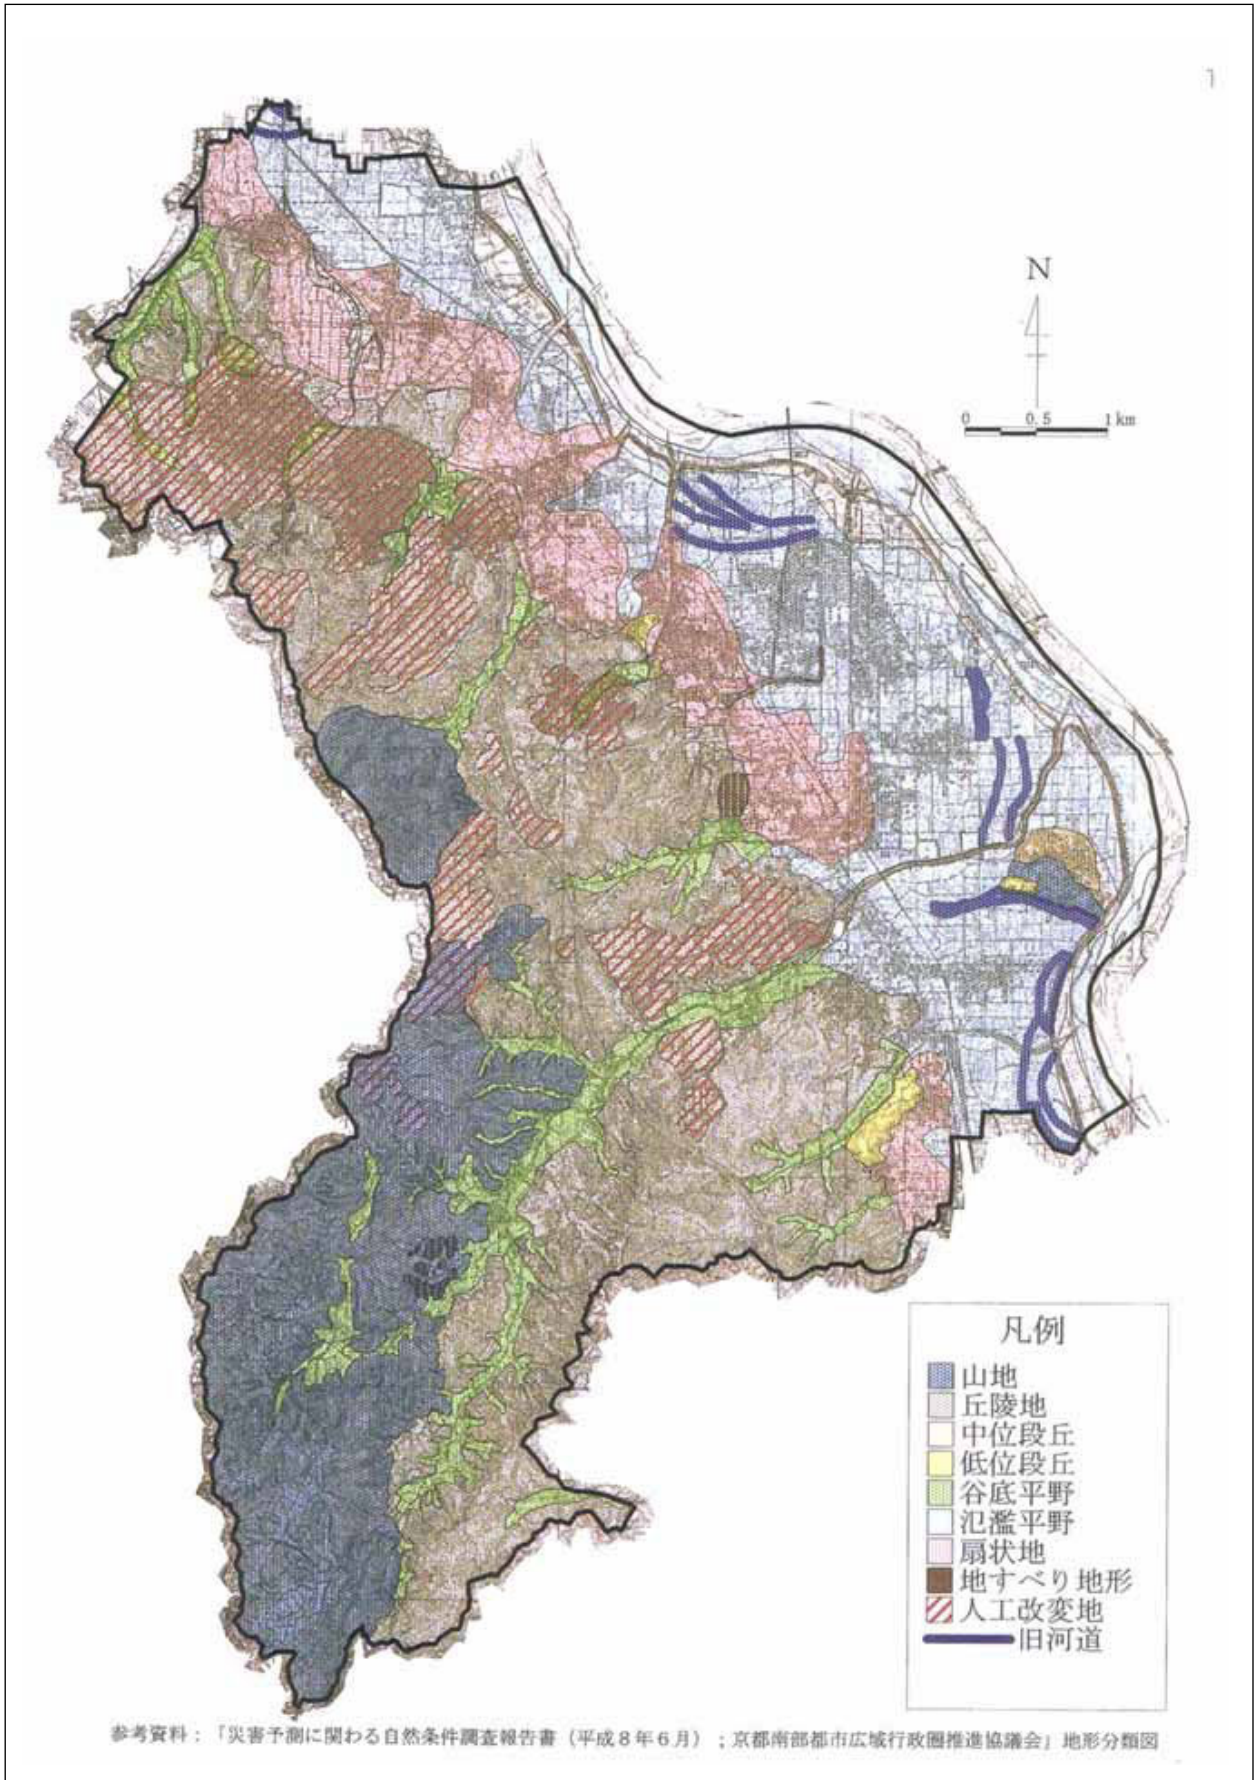 1
N
0 0.5 1km
凡例
山地
丘陵地
中位段丘
低位段丘
谷底平野
氾濫平野
扇状地
地すべり地形
人工改変地
旧河道
参考資料：「災害予測に関わる自然条件調査報告書（平成8年6月）；京都南部都市広域行政圏推進協議会」地形分類図